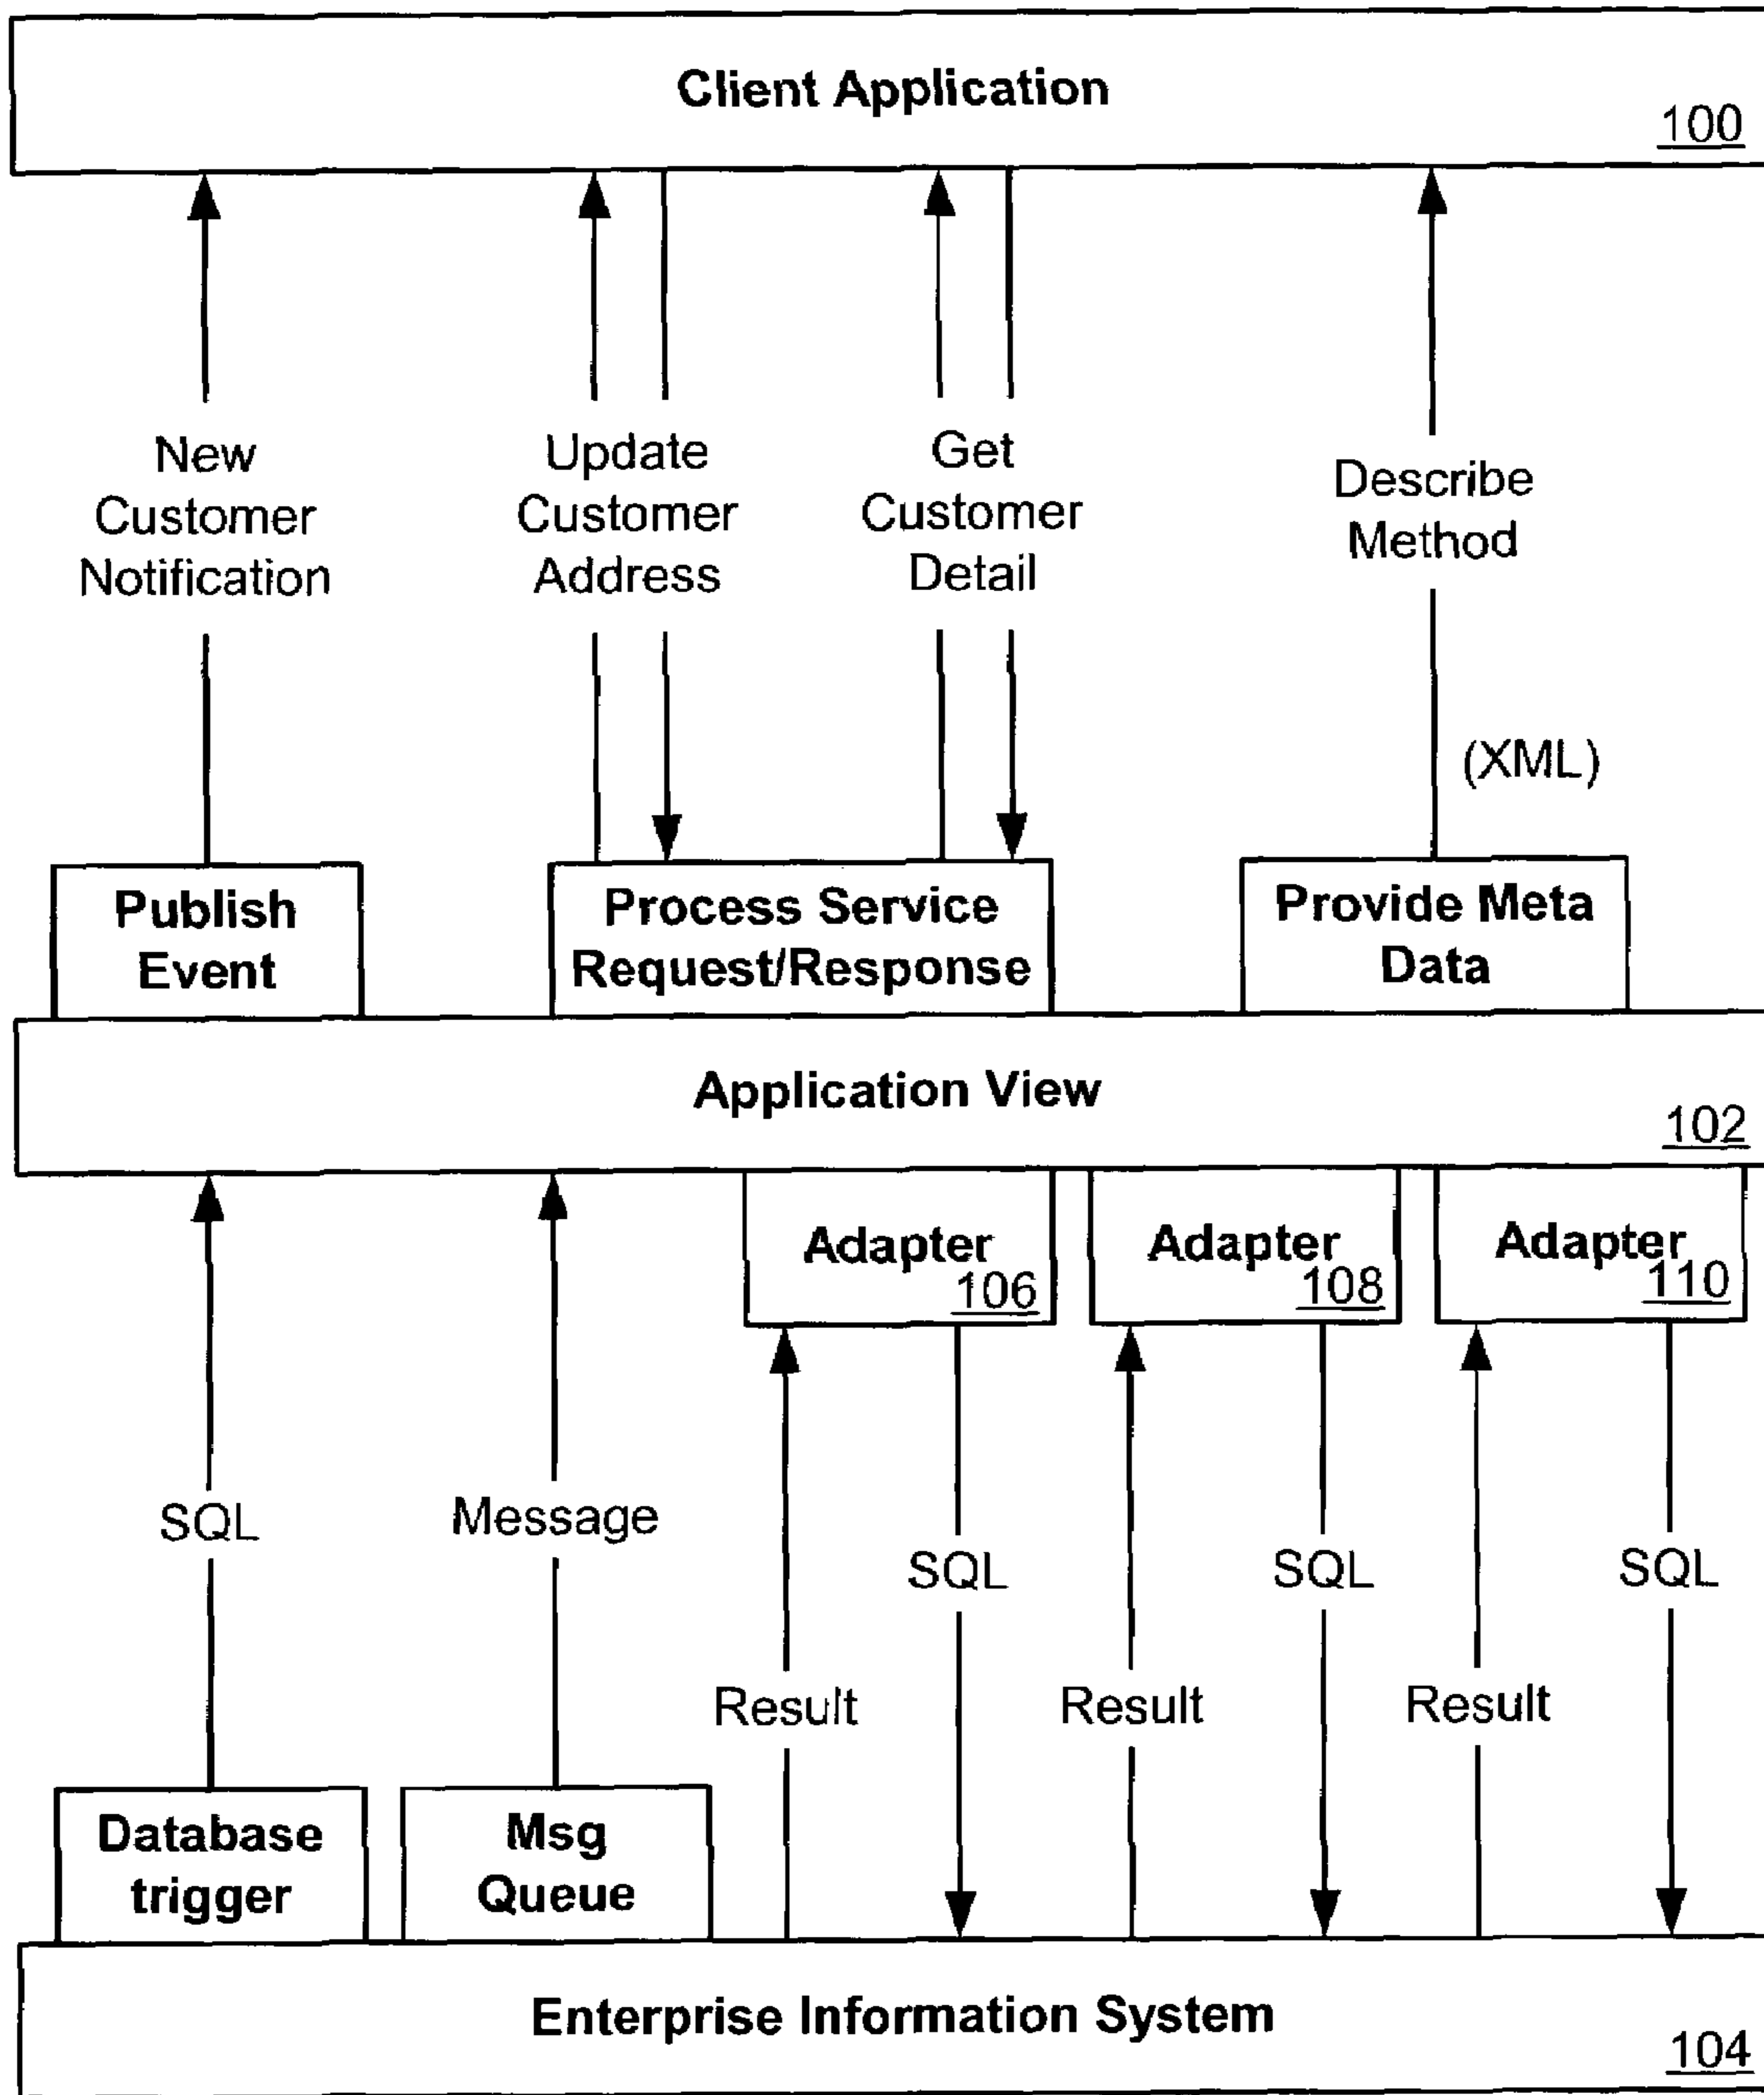 Client Application
100
New
Customer
Notification
Update
Customer
Address
Get
Customer
Detail
Describe
Method
(XML)
Publish
Event
Process Service
Request/Response
Provide Meta
Data
Application View
102
Adapter
106
Adapter
108
Adapter
110
SQL
Message
SQL
SQL
SQL
Result
Result
Result
Database
trigger
Msg
Queue
Enterprise Information System
104